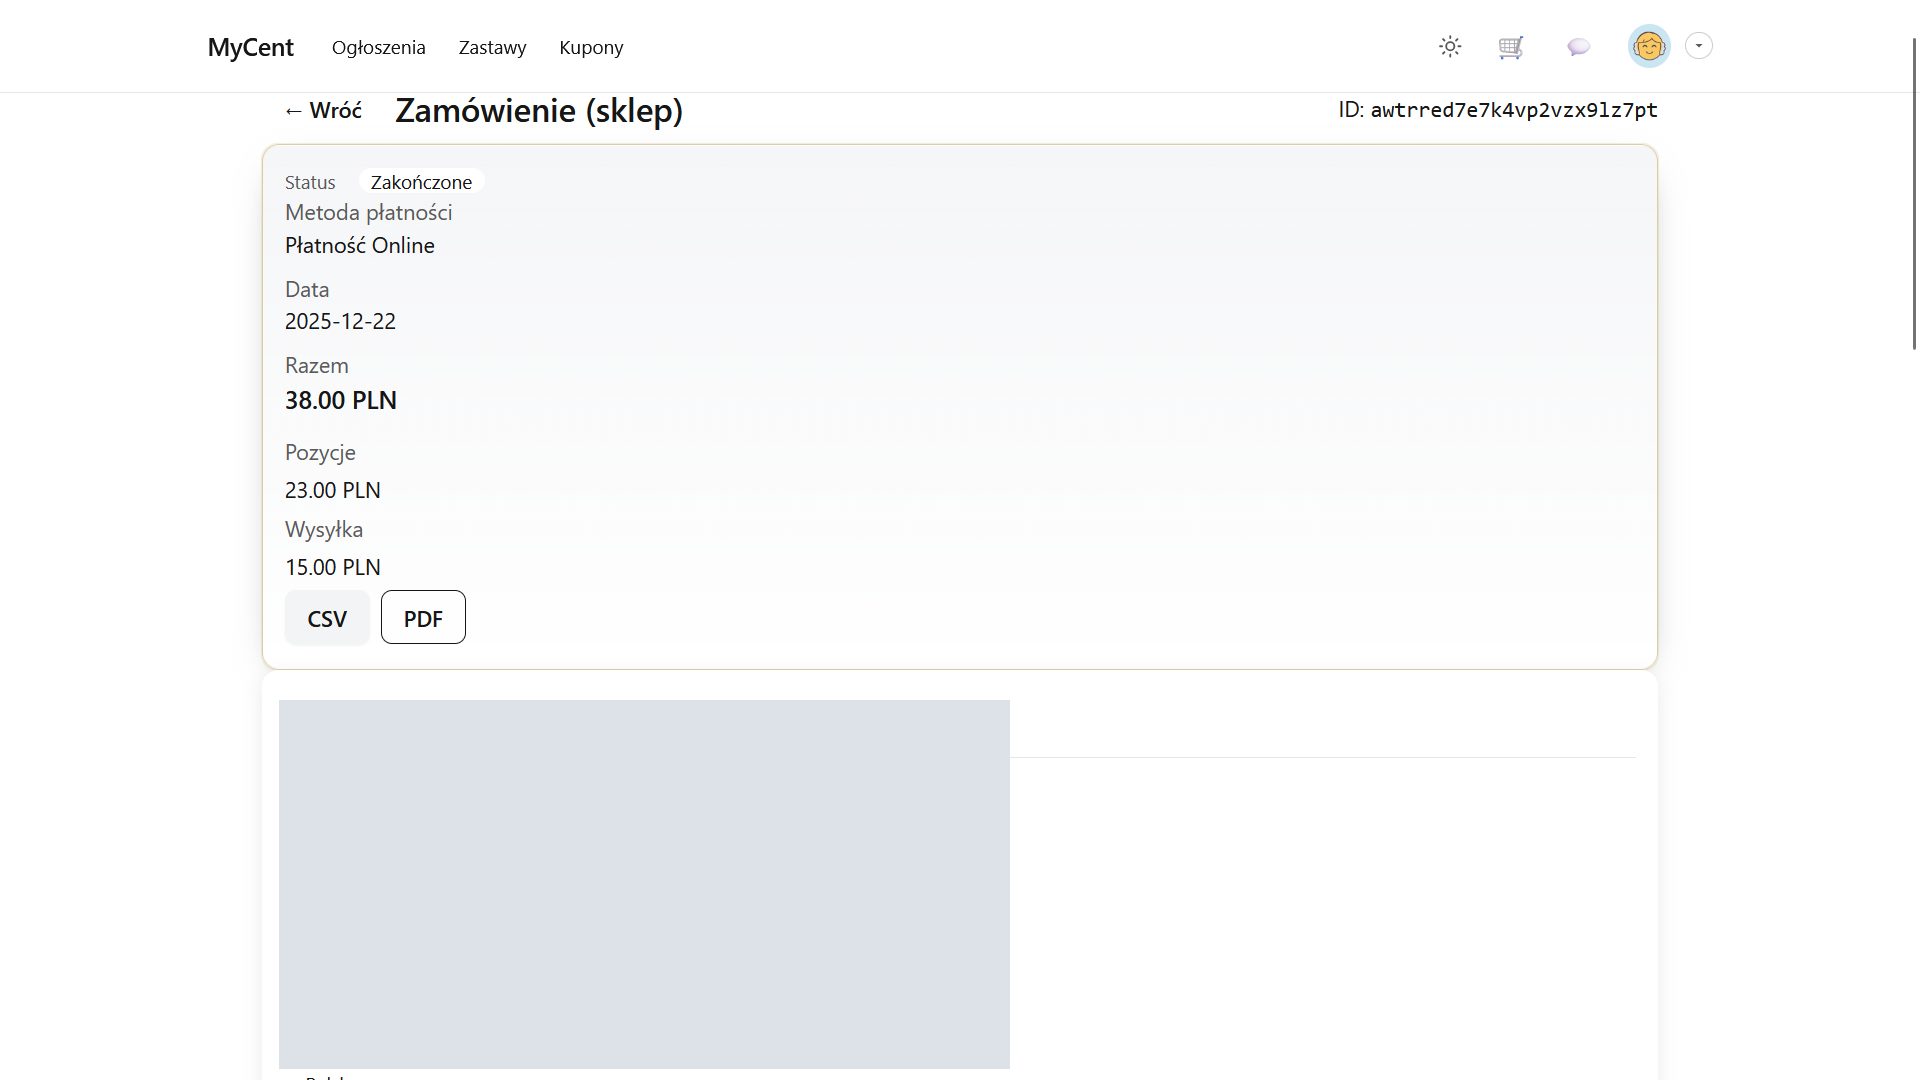 MyCent Ogłoszenia Zastawy Kupony
← Wróć Zamówienie (sklep) ID: awtrred7e7k4vp2vzx9lz7pt
Status Zakończone
Metoda płatności
Płatność Online
Data
2025-12-22
Razem
38.00 PLN
Pozycje
23.00 PLN
Wysyłka
15.00 PLN
CSV PDF